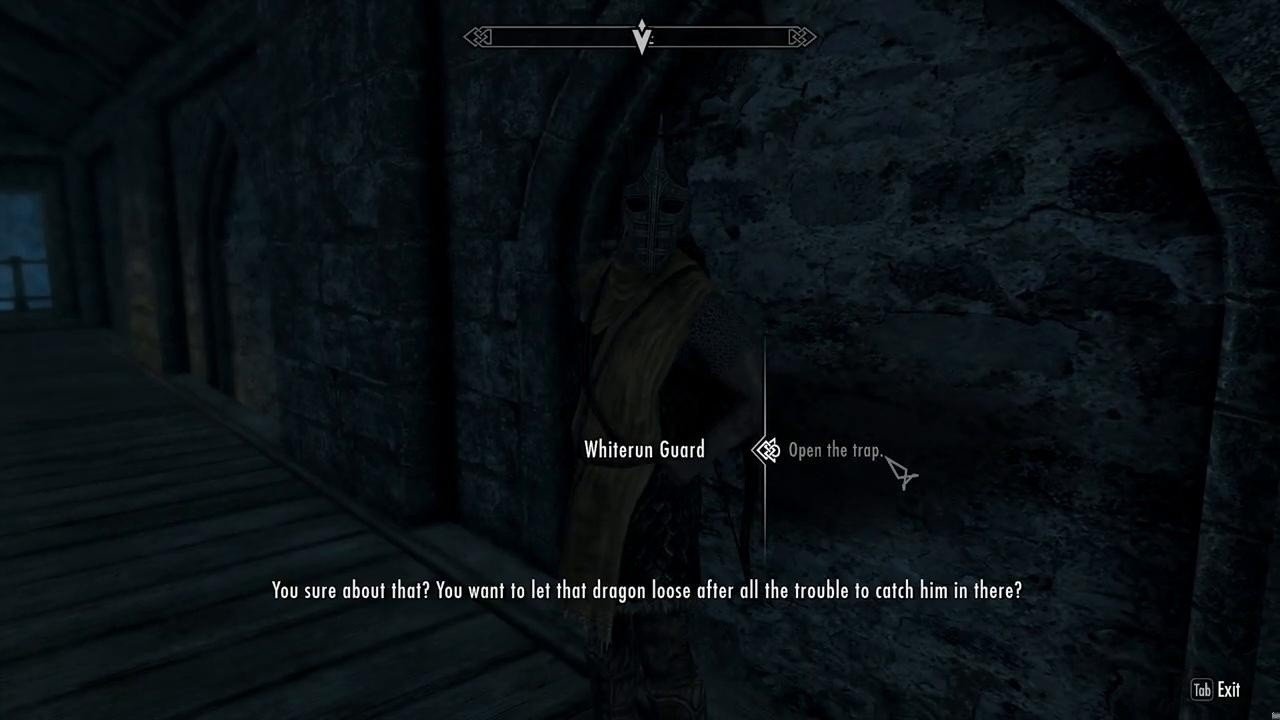 Whiterun Guard
Open the trap.
You sure about that? You want to let that dragon loose after all the trouble to catch him in there?
Tab Exit